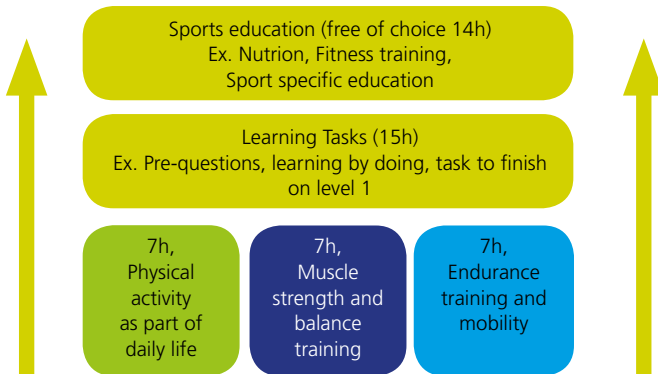 Sports education (free of choice 14h)
Ex. Nutrion, Fitness training,
Sport specific education
Learning Tasks (15h)
Ex. Pre-questions, learning by doing, task to finish
on level 1
7h,
Physical
activity
as part of
daily life
7h,
Muscle
strength and
balance
training
7h,
Endurance
training and
mobility